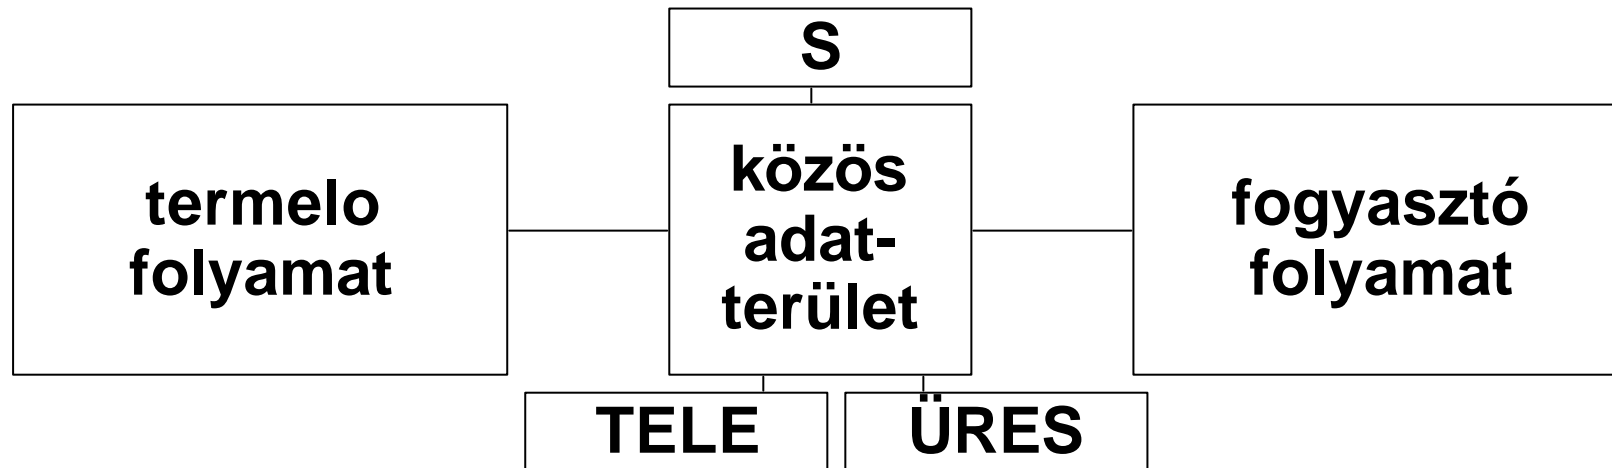 S
termelo
folyamat
közös
adat-
terület
fogyasztó
folyamat
TELE
ÜRES